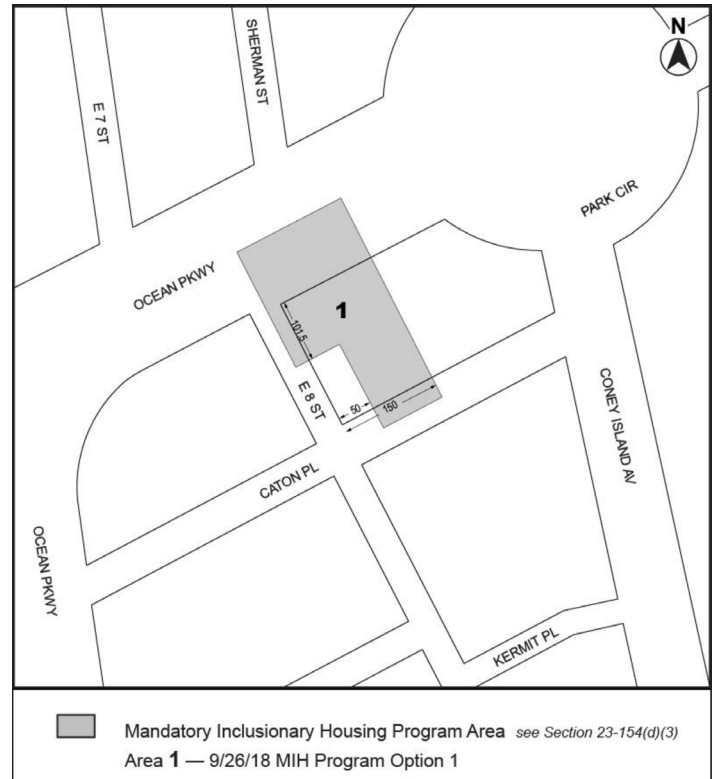 N
SHERMAN ST
E 7 ST
PARK CIR
OCEAN PKWY
1
101.5
E 8 ST
50
150
CONEY ISLAND AV
CATON PL
OCEAN PKWY
KERMIT PL
Mandatory Inclusionary Housing Program Area see Section 23-154(d)(3)
Area 1 — 9/26/18 MIH Program Option 1